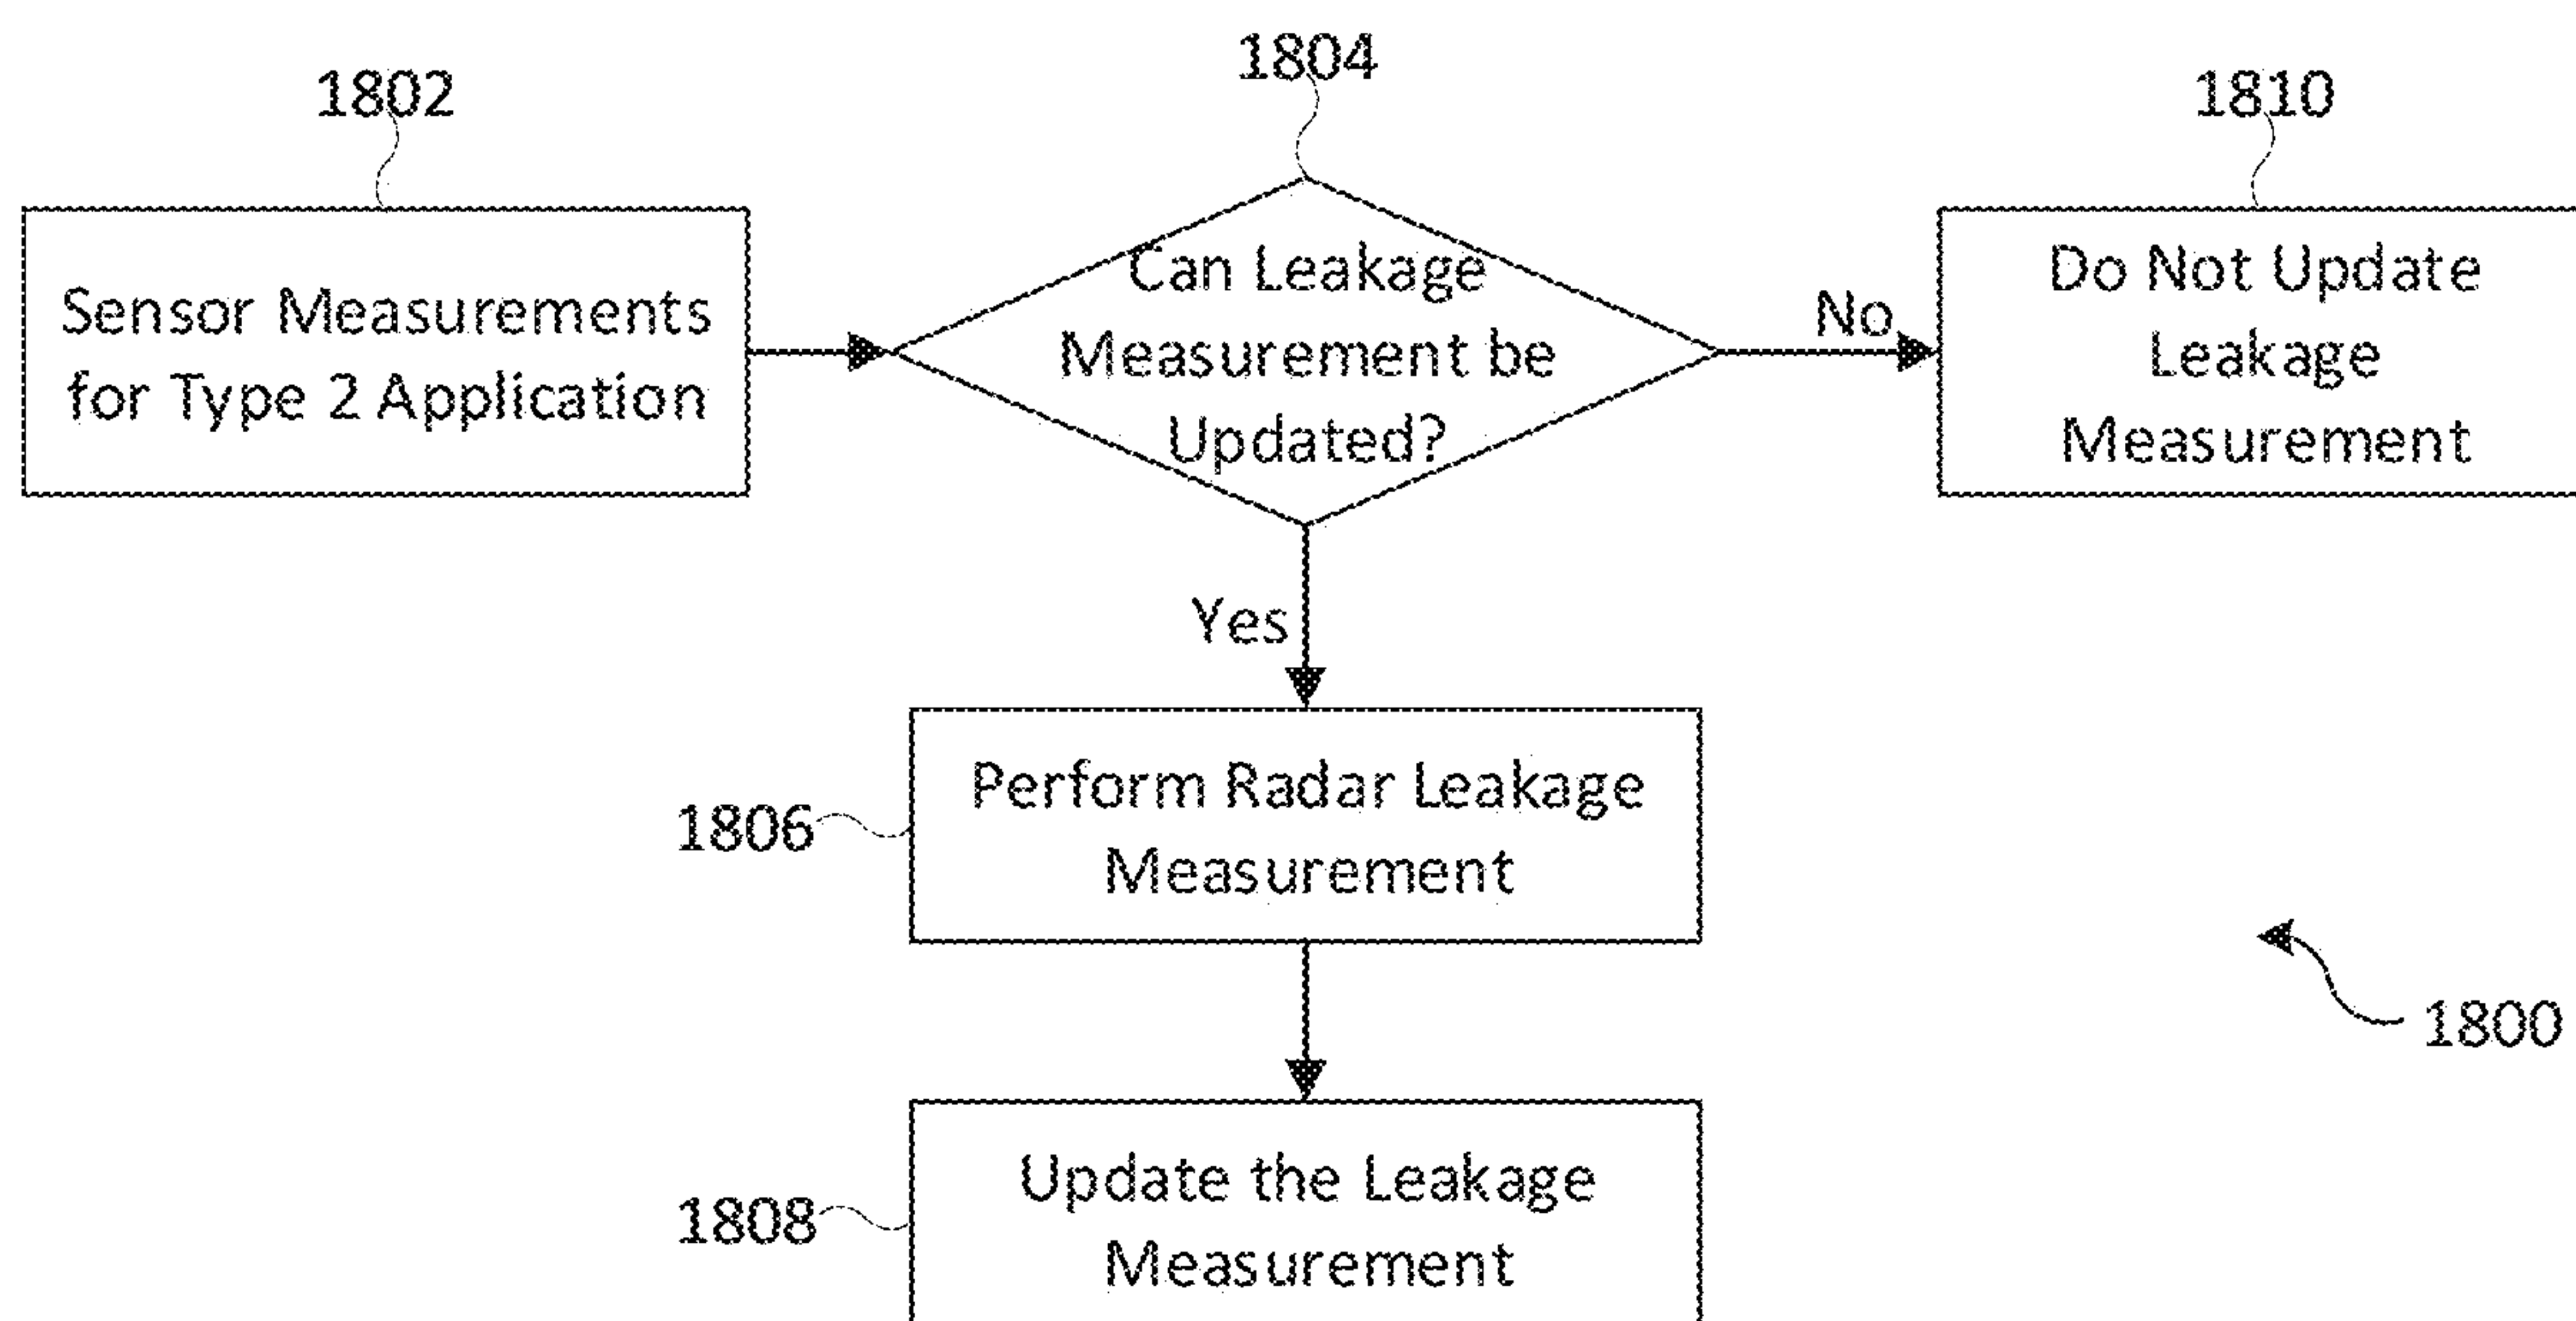 1802
1804
1810
Sensor Measurements
for Type 2 Application
Can Leakage
Measurement be
Updated?
No
Do Not Update
Leakage
Measurement
Yes
1806
Perform Radar Leakage
Measurement
1800
1808
Update the Leakage
Measurement